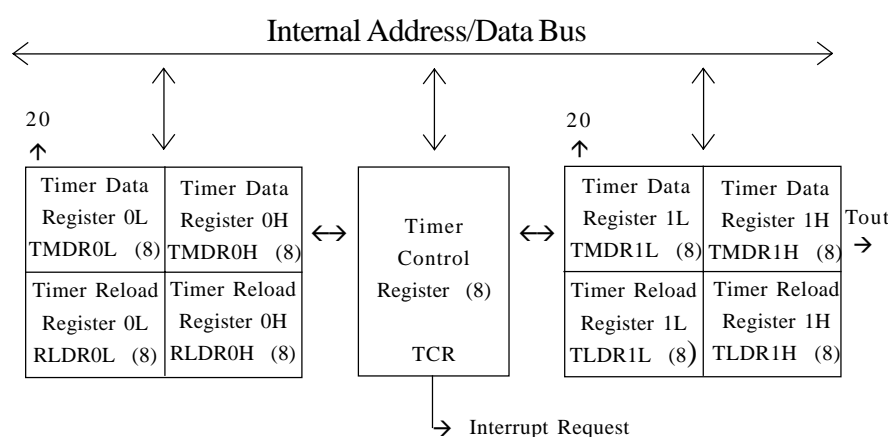 Internal Address/Data Bus
20
Timer Data
Register 0L
TMDR0L (8)
Timer Data
Register 0H
TMDR0H (8)
Timer Reload
Register 0L
RLDR0L (8)
Timer Reload
Register 0H
RLDR0H (8)
Timer
Control
Register (8)
TCR
Interrupt Request
20
Timer Data
Register 1L
TMDR1L (8)
Timer Data
Register 1H
TMDR1H (8)
Tout
Timer Reload
Register 1L
TLDR1L (8)
Timer Reload
Register 1H
TLDR1H (8)